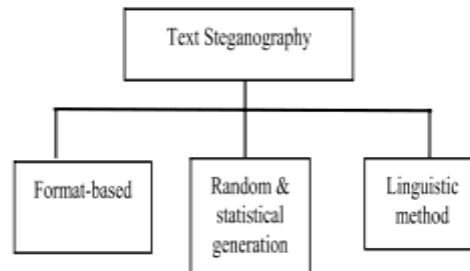 Text Steganography
Format-based
Random &
statistical
generation
Linguistic
method